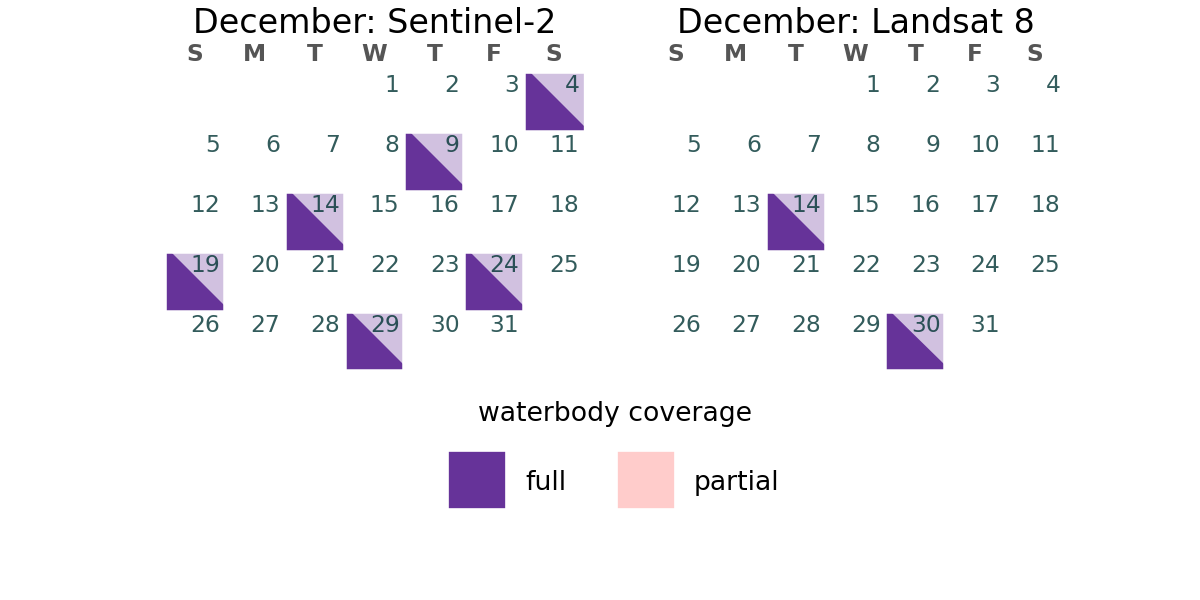 December: Sentinel-2
S M T W T F S
1 2 3 4
5 6 7 8 9 10 11
12 13 14 15 16 17 18
19 20 21 22 23 24 25
26 27 28 29 30 31
December: Landsat 8
S M T W T F S
1 2 3 4
5 6 7 8 9 10 11
12 13 14 15 16 17 18
19 20 21 22 23 24 25
26 27 28 29 30 31
waterbody coverage
full partial